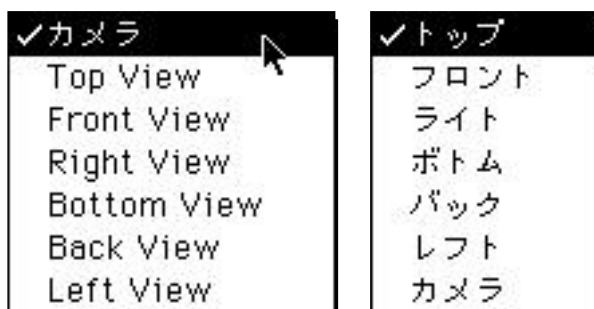 ✓カメラ
Top View
Front View
Right View
Bottom View
Back View
Left View
✓トップ
フロント
ライト
ボトム
バック
レフト
カメラ